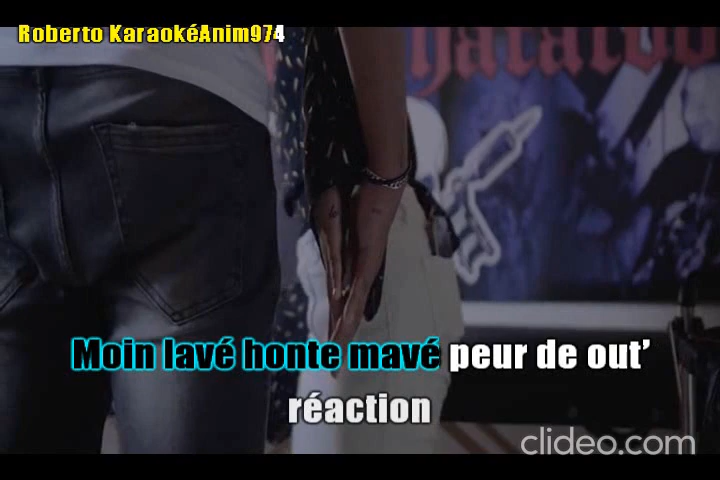 Roberto KaraokéAnim974
Moin lavé honte mavé peur de out’
réaction
clideo.com